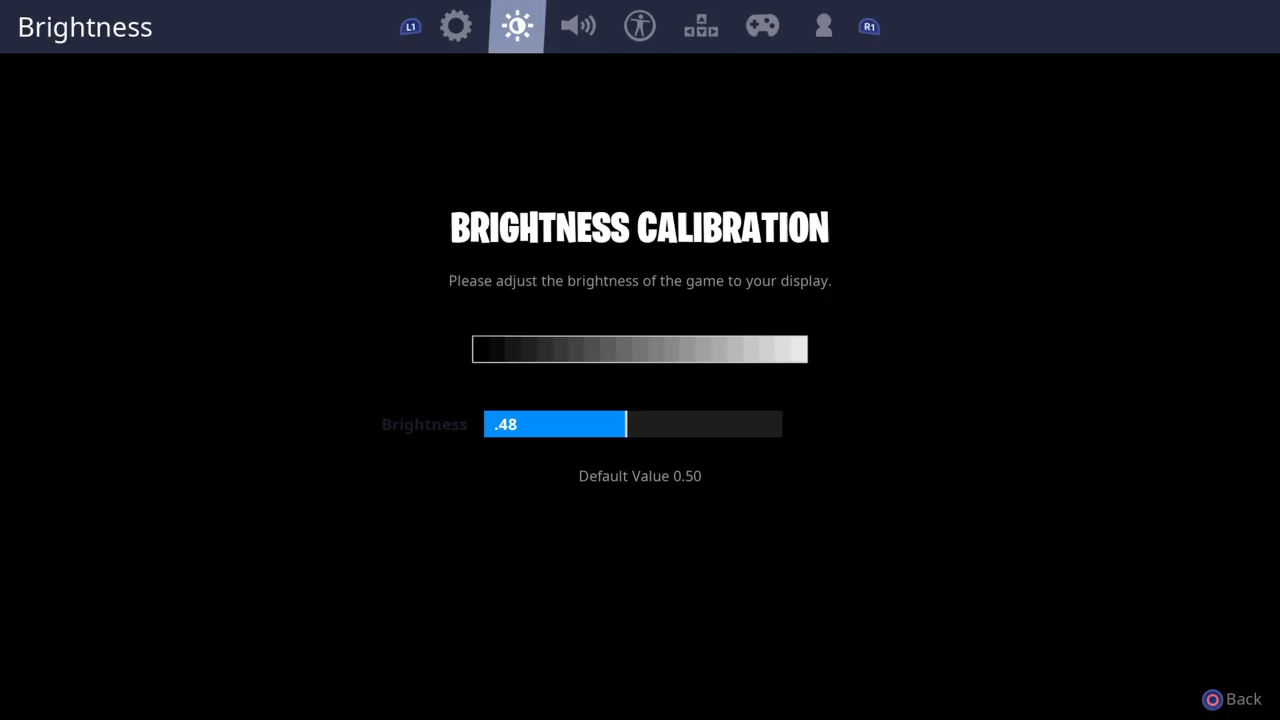 Brightness
L1
R1
BRIGHTNESS CALIBRATION
Please adjust the brightness of the game to your display.
Brightness .48
Default Value 0.50
Back